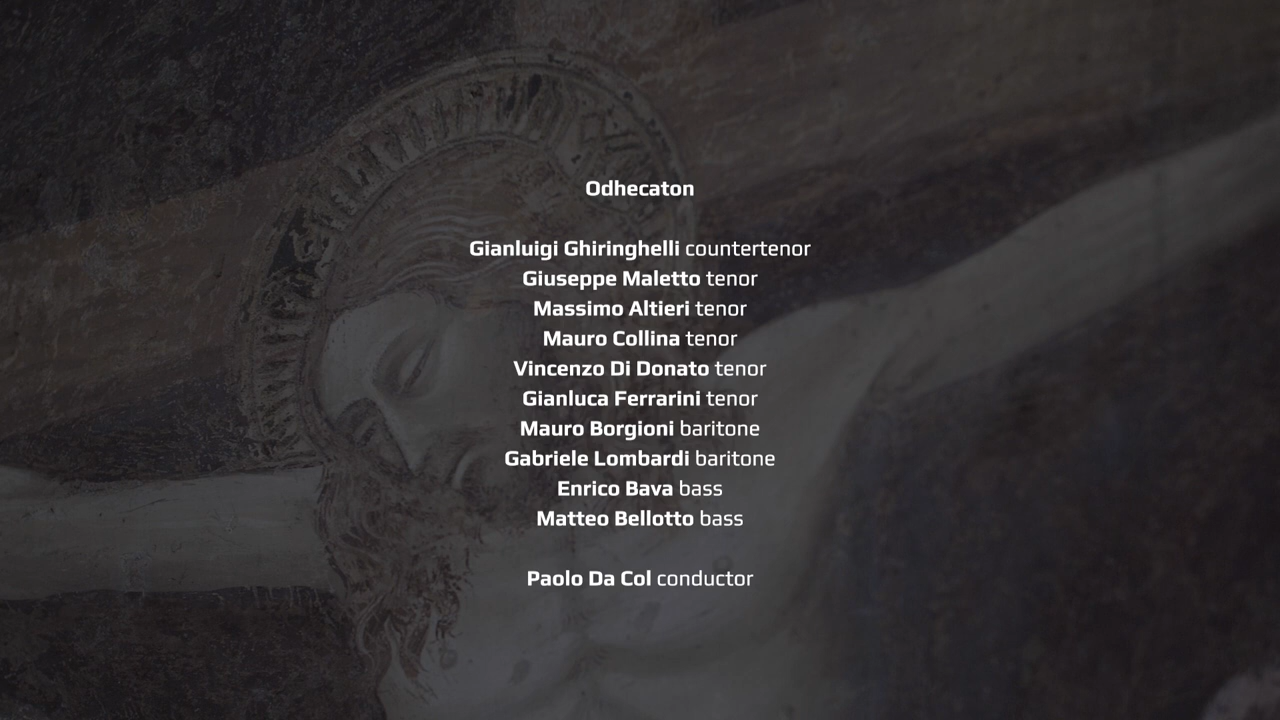 Odhecaton
Gianluigi Ghiringhelli countertenor
Giuseppe Maletto tenor
Massimo Altieri tenor
Mauro Collina tenor
Vincenzo Di Donato tenor
Gianluca Ferrarini tenor
Mauro Borgioni baritone
Gabriele Lombardi baritone
Enrico Bava bass
Matteo Bellotto bass
Paolo Da Col conductor